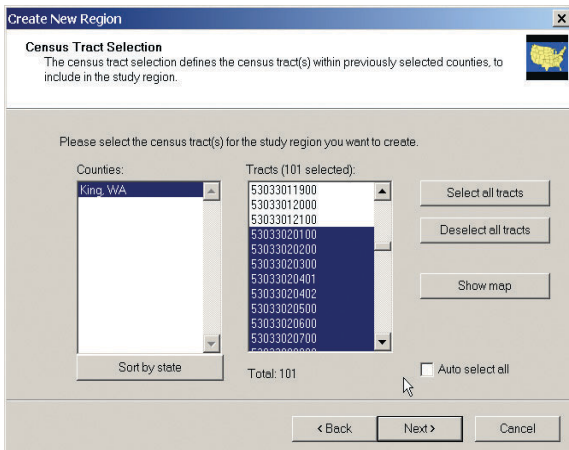 Create New Region
Census Tract Selection
The census tract selection defines the census tract(s) within previously selected counties, to
include in the study region.
Please select the census tract(s) for the study region you want to create.
Counties:
King, WA
Sort by state
Tracts (101 selected):
53033011900
53033012000
53033012100
53033020100
53033020200
53033020300
53033020401
53033020402
53033020500
53033020600
53033020700
Total: 101
Select all tracts
Deselect all tracts
Show map
Auto select all
< Back
Next >
Cancel